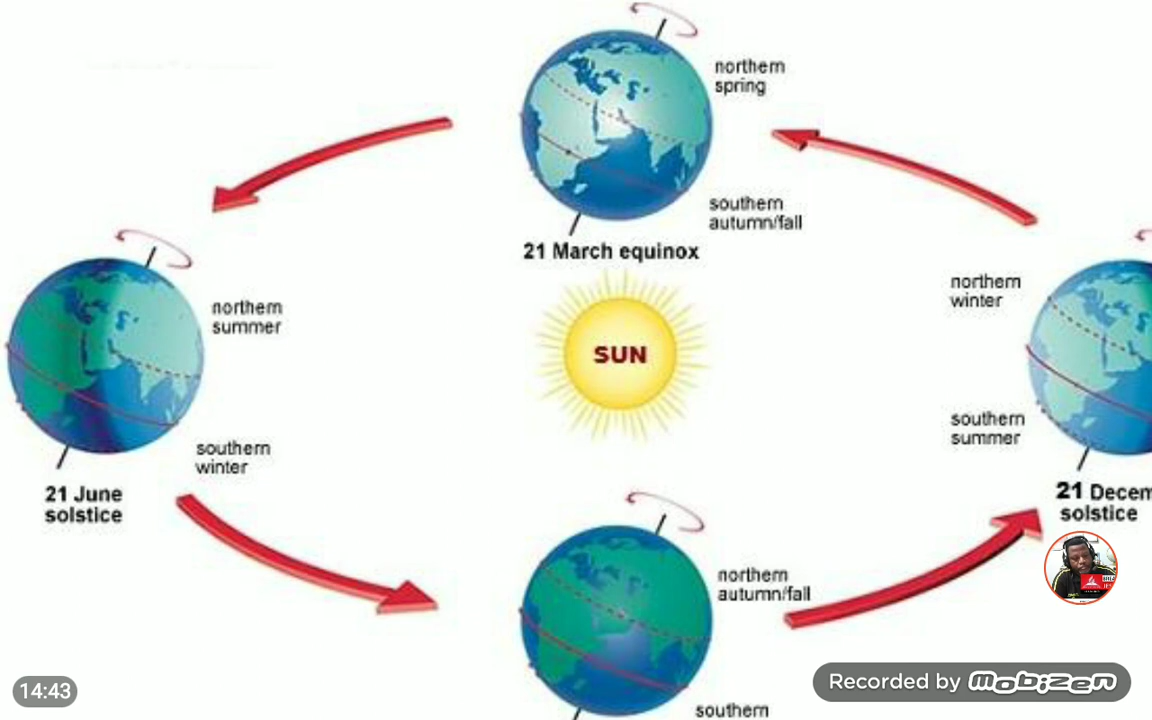 northern
spring
southern
autumn/fall
21 March equinox
SUN
northern
summer
southern
winter
21 June
solstice
northern
winter
southern
summer
21 Decem
solstice
northern
autumn/fall
southern
14:43
Recorded by mobizen